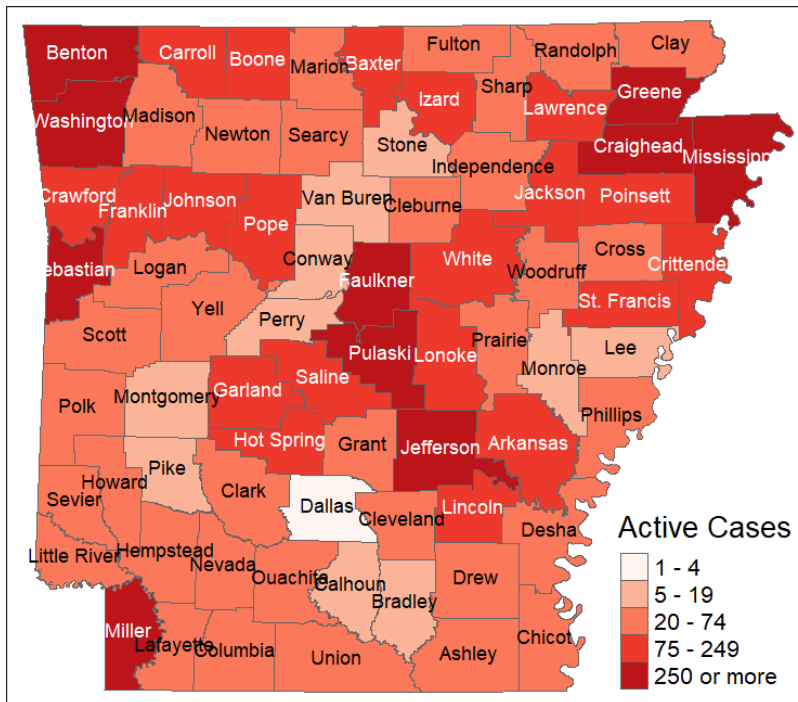 Benton
Carroll
Boone
Marion
Baxter
Fulton
Randolph
Clay
Washington
Madison
Newton
Searcy
Stone
Izard
Sharp
Lawrence
Greene
Independence
Craighead
Mississipp
Crawford
Franklin
Johnson
Pope
Van Buren
Cleburne
Jackson
Poinsett
ebastian
Logan
Conway
Faulkner
White
Woodruff
Cross
Crittende
Scott
Yell
Perry
Pulaski
Lonoke
Prairie
St. Francis
Monroe
Lee
Polk
Montgomery
Garland
Saline
Phillips
Hot Spring
Grant
Jefferson
Arkansas
Sevier
Howard
Pike
Clark
Dallas
Cleveland
Lincoln
Desha
Little River
Hempstead
Nevada
Ouachita
Calhoun
Bradley
Drew
Miller
Lafayette
Columbia
Union
Ashley
Chicot
Active Cases
1 - 4
5 - 19
20 - 74
75 - 249
250 or more